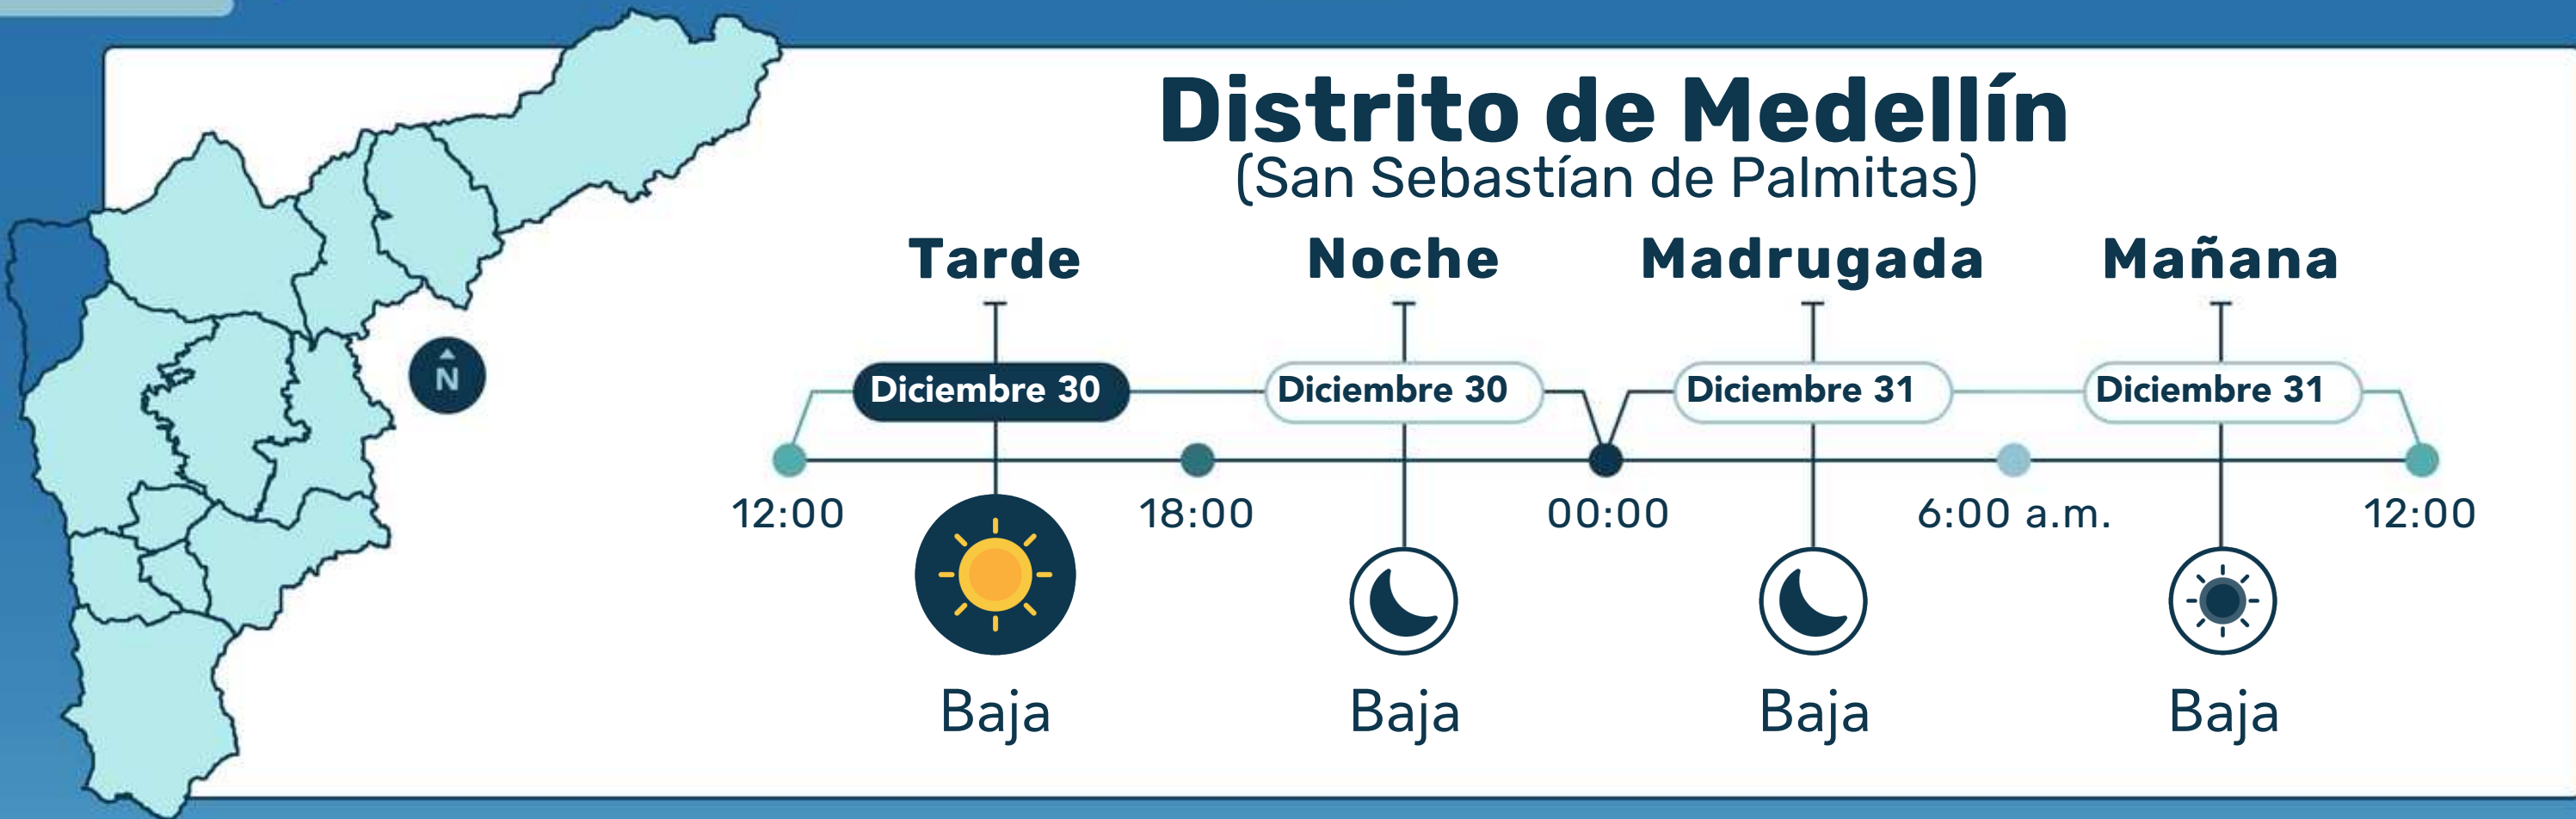 Distrito de Medellín
(San Sebastían de Palmitas)
Tarde Noche Madrugada Mañana
Diciembre 30 Diciembre 30 Diciembre 31 Diciembre 31
N
12:00 18:00 00:00 6:00 a.m. 12:00
Baja Baja Baja Baja